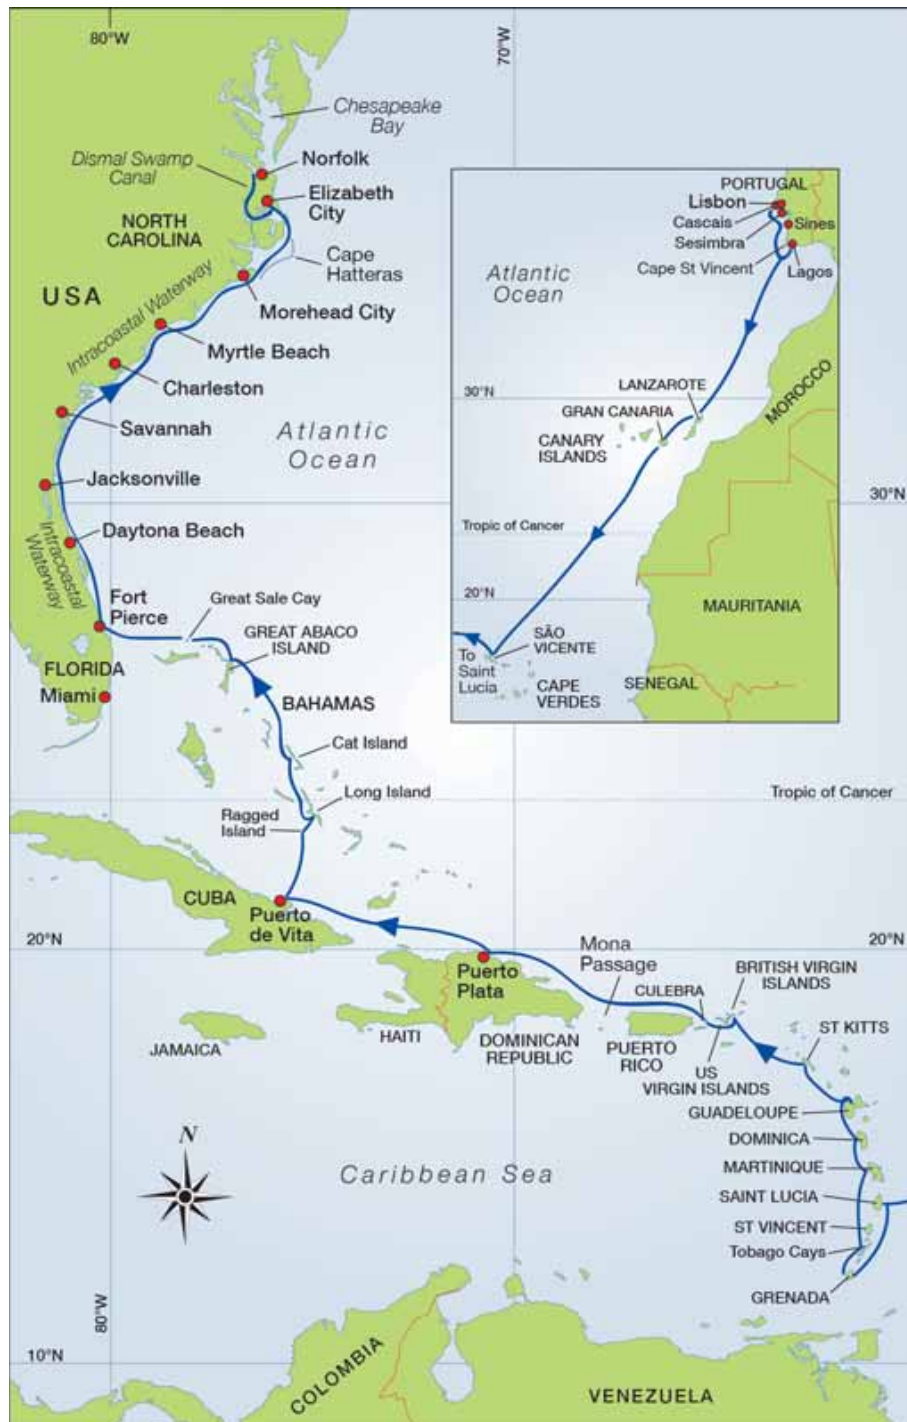 80°W
70°W
Chesapeake
Bay
Dismal Swamp
Canal
Norfolk
Elizabeth
City
NORTH
CAROLINA
Cape
Hatteras
USA
Intracoastal Waterway
Morehead City
Myrtle Beach
Charleston
Savannah
Atlantic
Ocean
Jacksonville
30°N
Intracoastal
Waterway
Daytona Beach
Fort
Pierce
Great Sale Cay
GREAT ABACO
ISLAND
FLORIDA
Miami
BAHAMAS
Cat Island
Long Island
Ragged
Island
Tropic of Cancer
CUBA
Puerto
de Vita
20°N
20°N
Mona
Passage
Puerto
Plata
CULEBRA
BRITISH VIRGIN
ISLANDS
ST KITTS
JAMAICA
HAITI
DOMINICAN
REPUBLIC
PUERTO
RICO
US
VIRGIN ISLANDS
GUADELOUPE
N
DOMINICA
Caribbean Sea
MARTINIQUE
SAINT LUCIA
ST VINCENT
Tobago Cays
GRENADA
80°W
10°N
COLOMBIA
VENEZUELA
PORTUGAL
Lisbon
Cascais
Sines
Sesimbra
Cape St Vincent
Lagos
Atlantic
Ocean
30°N
LANZAROTE
GRAN CANARIA
CANARY
ISLANDS
MOROCCO
Tropic of Cancer
20°N
MAURITANIA
SÃO
VICENTE
To
Saint
Lucia
CAPE
VERDES
SENEGAL